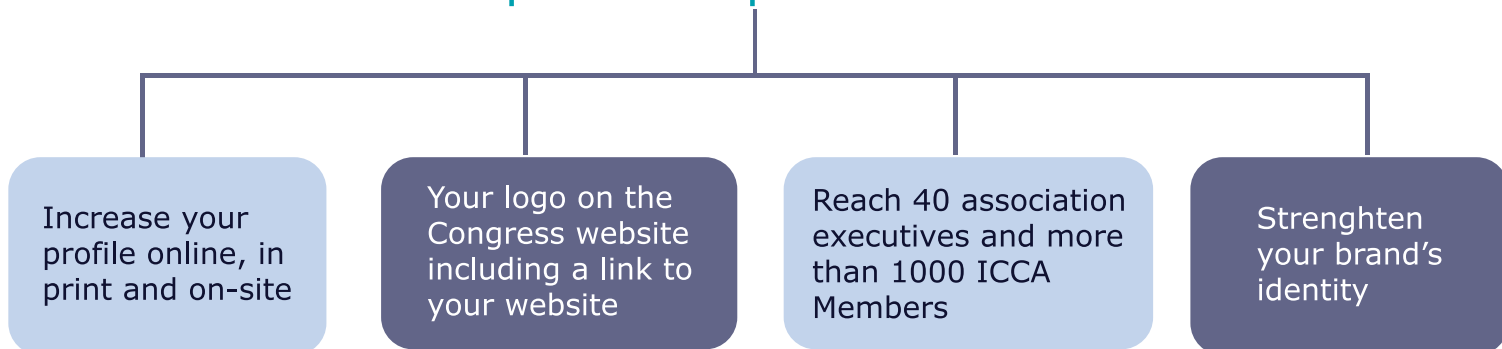 Increase your
profile online, in
print and on-site
Your logo on the
Congress website
including a link to
your website
Reach 40 association
executives and more
than 1000 ICCA
Members
Strenghten
your brand's
identity